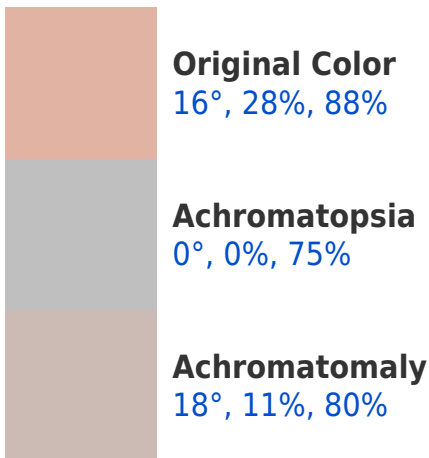 Original Color
16°, 28%, 88%
Achromatopsia
0°, 0%, 75%
Achromatomaly
18°, 11%, 80%